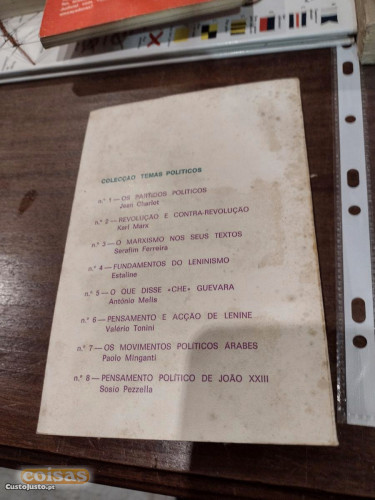 COLECÇÃO TEMAS POLÍTICOS
n.º 1 — OS PARTIDOS POLÍTICOS
Jean Charlot
n.º 2 — REVOLUÇÃO E CONTRA-REVOLUÇÃO
Karl Marx
n.º 3 — O MARXISMO NOS SEUS TEXTOS
Serafim Ferreira
n.º 4 — FUNDAMENTOS DO LENINISMO
Estaline
n.º 5 — O QUE DISSE «CHE» GUEVARA
António Melis
n.º 6 — PENSAMENTO E ACÇÃO DE LENINE
Valério Tonini
n.º 7 — OS MOVIMENTOS POLÍTICOS ÁRABES
Paolo Minganti
n.º 8 — PENSAMENTO POLÍTICO DE JOÃO XXIII
Sosio Pezzella
coisas
CustoJusto.pt